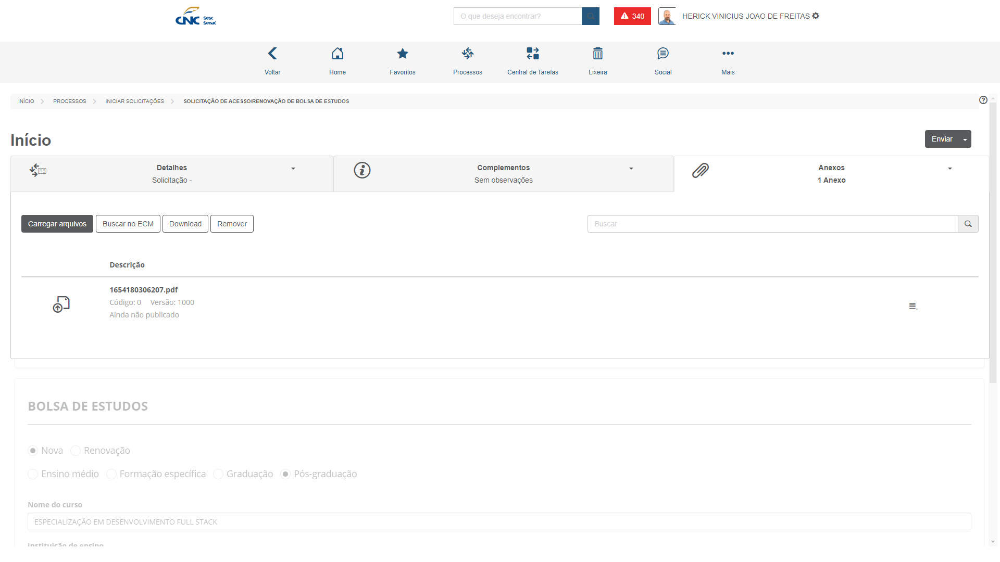 CNC Sesc Senac
O que deseja encontrar?
340
HERICK VINICIUS JOAO DE FREITAS
Voltar
Home
Favoritos
Processos
Central de Tarefas
Lixeira
Social
Mais
INÍCIO
PROCESSOS
INICIAR SOLICITAÇÕES
SOLICITAÇÃO DE ACESSO/RENOVAÇÃO DE BOLSA DE ESTUDOS
Início
Enviar
Detalhes
Solicitação -
Complementos
Sem observações
Anexos
1 Anexo
Carregar arquivos
Buscar no ECM
Download
Remover
Buscar
Descrição
1654180306207.pdf
Código: 0 Versão: 1000
Ainda não publicado
BOLSA DE ESTUDOS
Nova Renovação
Ensino médio Formação específica Graduação Pós-graduação
Nome do curso
ESPECIALIZAÇÃO EM DESENVOLVIMENTO FULL STACK
Instituição de ensino